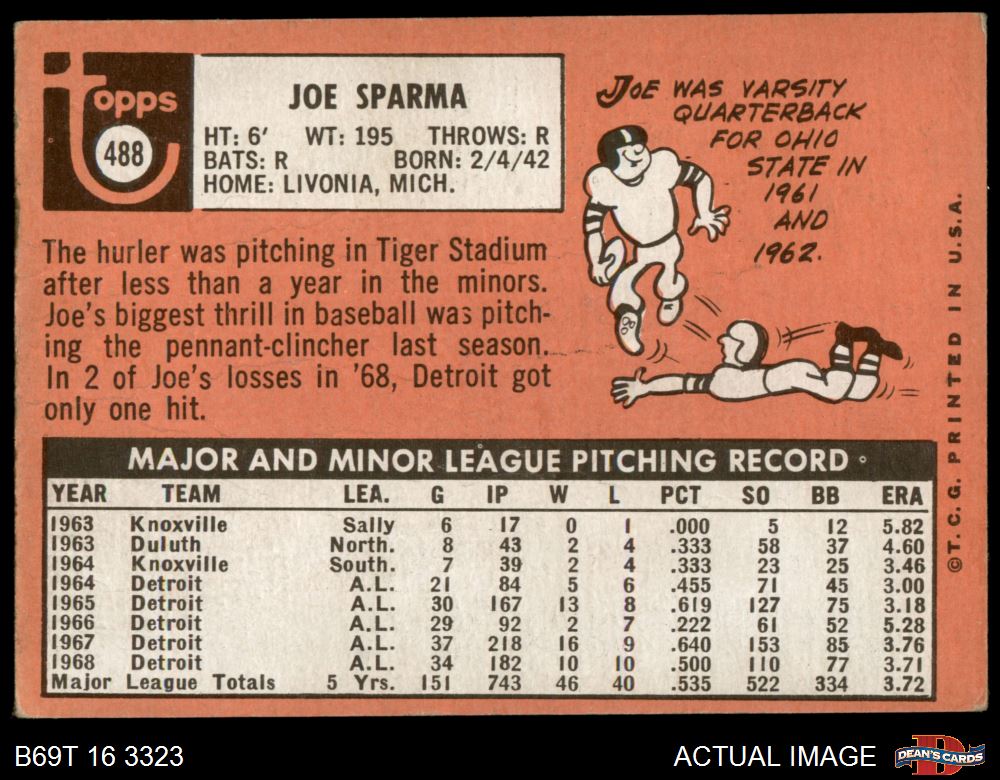 Topps
488
JOE SPARMA
HT: 6' WT: 195 THROWS: R
BATS: R BORN: 2/4/42
HOME: LIVONIA, MICH.
JOE WAS VARSITY
QUARTERBACK
FOR OHIO
STATE IN
1961
AND
1962.
The hurler was pitching in Tiger Stadium
after less than a year in the minors.
Joe's biggest thrill in baseball was pitch-
ing the pennant-clincher last season.
In 2 of Joe's losses in '68, Detroit got
only one hit.
MAJOR AND MINOR LEAGUE PITCHING RECORD
YEAR TEAM LEA. G IP W L PCT SO BB ERA
1963 Knoxville Sally 6 17 0 1 .000 5 12 5.82
1963 Duluth North. 8 43 2 4 .333 58 37 4.60
1964 Knoxville South. 7 39 2 4 .333 23 25 3.46
1964 Detroit A.L. 21 84 5 6 .455 71 45 3.00
1965 Detroit A.L. 30 167 13 8 .619 127 75 3.18
1966 Detroit A.L. 29 92 2 7 .222 61 52 5.28
1967 Detroit A.L. 37 218 16 9 .640 153 85 3.76
1968 Detroit A.L. 34 182 10 10 .500 110 77 3.71
Major League Totals 5 Yrs. 151 743 46 40 .535 522 334 3.72
©T.C.G. PRINTED IN U.S.A.
B69T 16 3323
ACTUAL IMAGE
DEAN'S CARDS